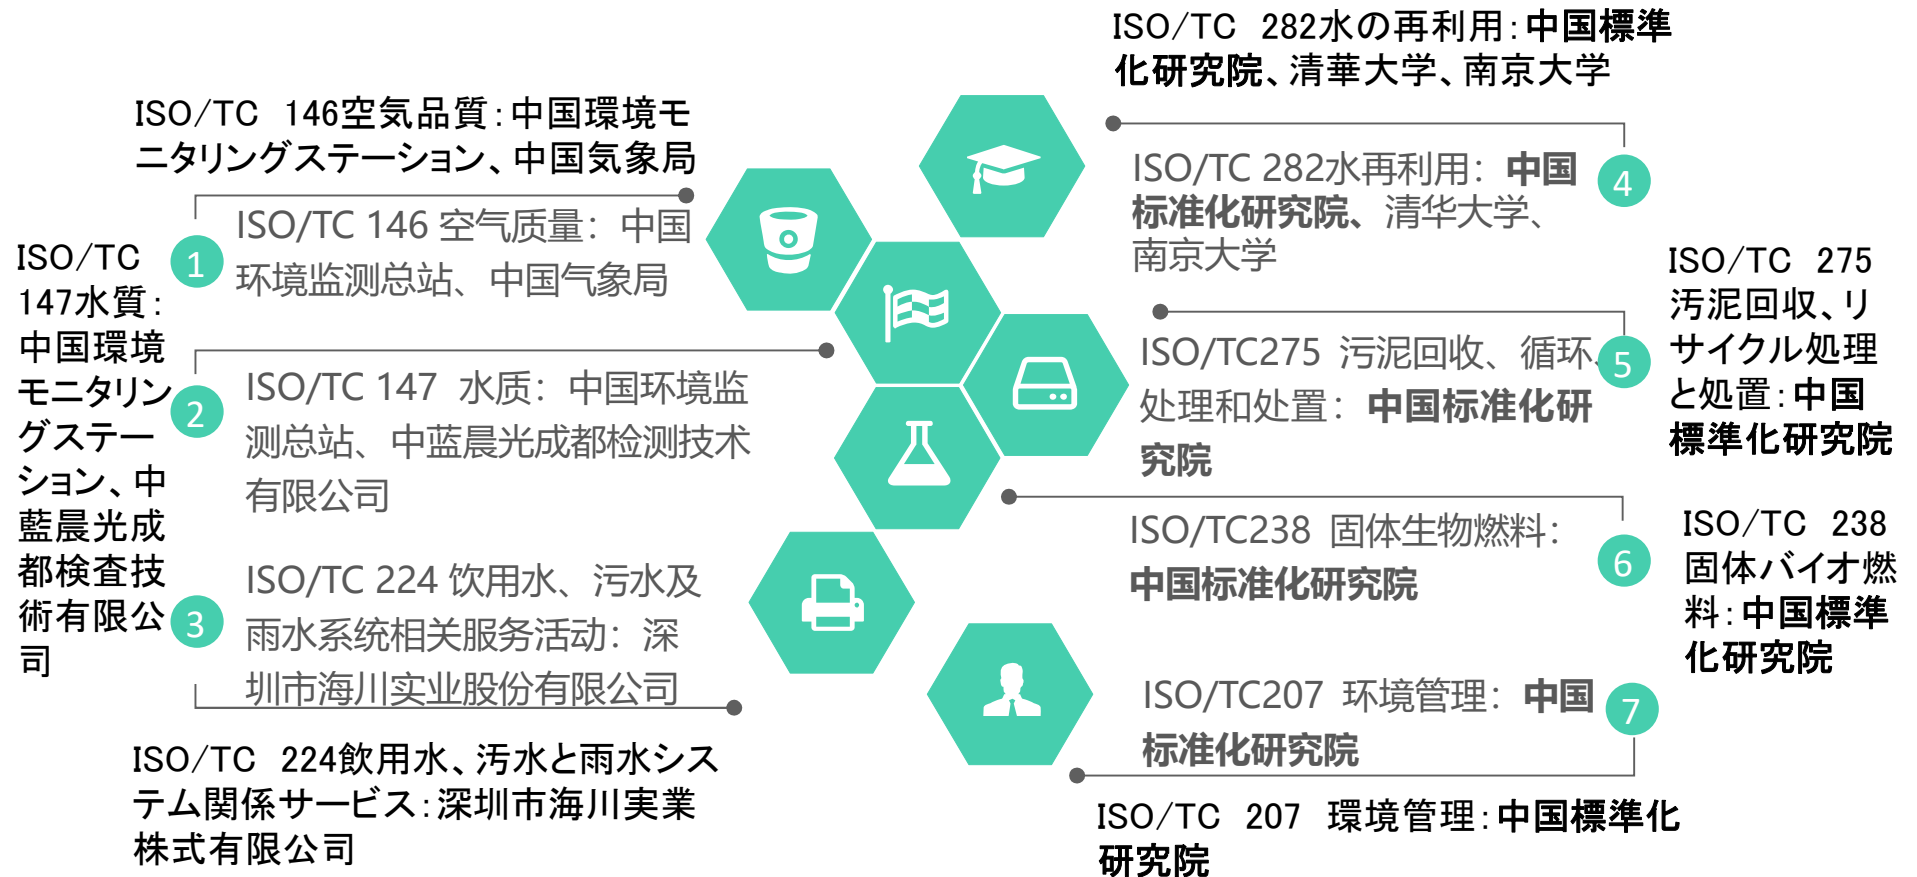 ISO/TC 282水の再利用：中国標準
化研究院、清華大学、南京大学
ISO/TC 146空気品質：中国環境モ
ニタリングステーション、中国気象局
1
ISO/TC 146 空气质量：中国
环境监测总站、中国气象局
ISO/TC
147水質：
中国環境
モニタリン
グステー
ション、中
藍晨光成
都検査技
術有限公
司
2
ISO/TC 147 水质：中国环境监
测总站、中蓝晨光成都检测技术
有限公司
3
ISO/TC 224 饮用水、污水及
雨水系统相关服务活动：深
圳市海川实业股份有限公司
ISO/TC 224飲用水、汚水と雨水シス
テム関係サービス：深圳市海川実業
株式有限公司
ISO/TC 282水再利用：中国
标准化研究院、清华大学、
南京大学
4
ISO/TC275 污泥回收、循环、
处理和处置：中国标准化研
究院
5
ISO/TC 275
汚泥回収、リ
サイクル処理
と処置：中国
標準化研究院
ISO/TC238 固体生物燃料：
中国标准化研究院
6
ISO/TC 238
固体バイオ燃
料：中国標準
化研究院
ISO/TC207 环境管理：中国
标准化研究院
7
ISO/TC 207 環境管理：中国標準化
研究院